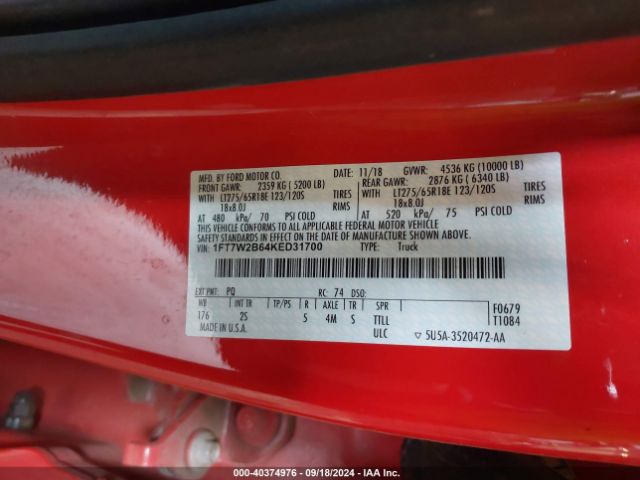 MFG. BY FORD MOTOR CO. DATE: 11/18 GVWR: 4536 KG (10000 LB)
FRONT GAWR: 2359 KG ( 5200 LB) REAR GAWR: 2876 KG ( 6340 LB)
WITH LT275/65R18E 123/120S TIRES WITH LT275/65R18E 123/120S TIRES
18x8.0J RIMS 18x8.0J RIMS
AT 480 kPa/ 70 PSI COLD AT 520 kPa/ 75 PSI COLD
THIS VEHICLE CONFORMS TO ALL APPLICABLE FEDERAL MOTOR VEHICLE
SAFETY AND THEFT PREVENTION STANDARDS IN EFFECT ON THE DATE OF MANUFACTURE SHOWN ABOVE.
VIN: 1FT7W2B64KED31700 TYPE: Truck
EXT PNT: PQ RC: 74 DSO:
WB INT TR TP/PS R AXLE TR SPR F0679
176 2S 5 4M S TTLL T1084
MADE IN U.S.A. ULC ▽ 5U5A-3520472-AA
000-40374976 - 09/18/2024 - IAA Inc.